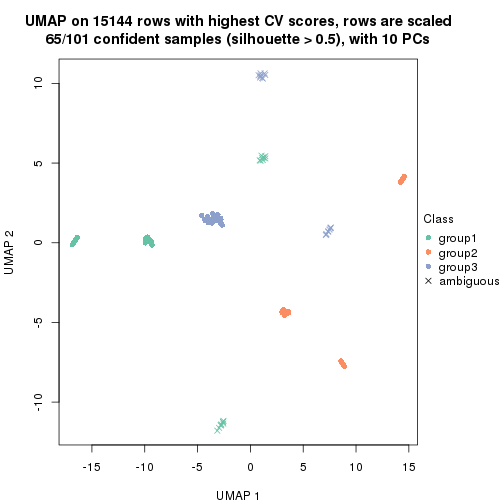 UMAP on 15144 rows with highest CV scores, rows are scaled
65/101 confident samples (silhouette > 0.5), with 10 PCs
10
5
0
-5
-10
UMAP 2
Class
group1
group2
group3
ambiguous
-15
-10
-5
0
5
10
15
UMAP 1